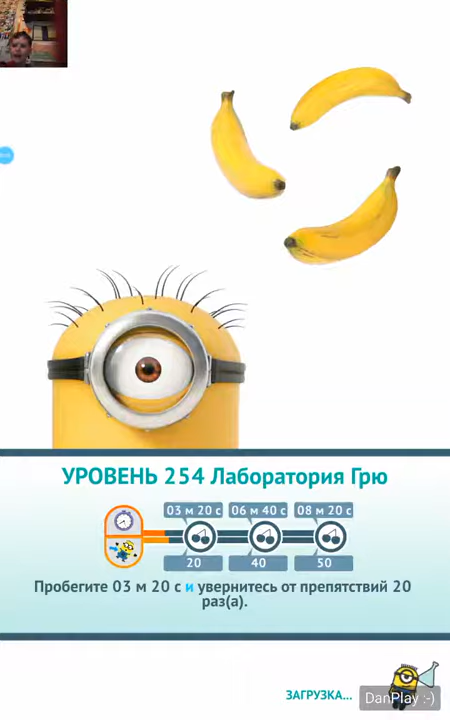 УРОВЕНЬ 254 Лаборатория Грю
03 м 20 с 06 м 40 с 08 м 20 с
20 40 50
Пробегите 03 м 20 с и увернитесь от препятствий 20
раз(а).
ЗАГРУЗКА...
DanPlay :-)